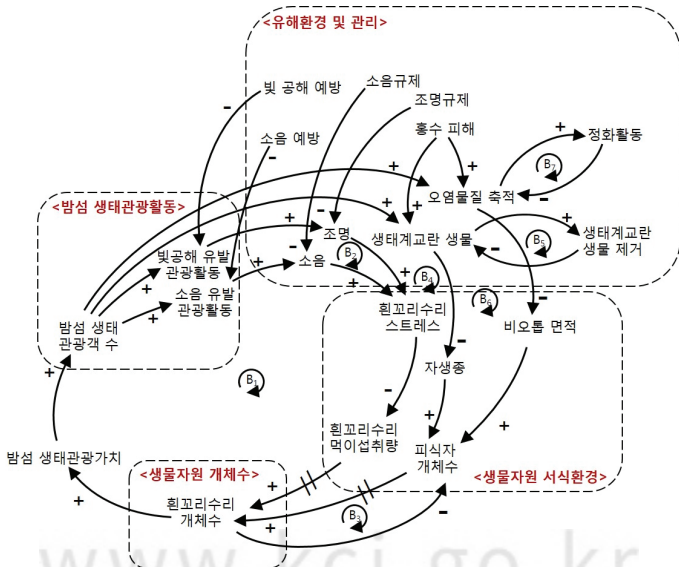 <유해환경 및 관리>
빛 공해 예방
소음규제
조명규제
소음 예방
홍수 피해
정화활동
오염물질 축적
B7
<밤섬 생태관광활동>
조명
생태계교란 생물
생태계교란
생물 제거
B5
빛공해 유발
관광활동
소음
B2
B4
소음 유발
관광활동
B6
흰꼬리수리
스트레스
비오톱 면적
밤섬 생태
관광객 수
자생종
B1
흰꼬리수리
먹이섭취량
피식자
개체수
밤섬 생태관광가치
<생물자원 개체수>
<생물자원 서식환경>
흰꼬리수리
개체수
B3
www.kci.go.kr